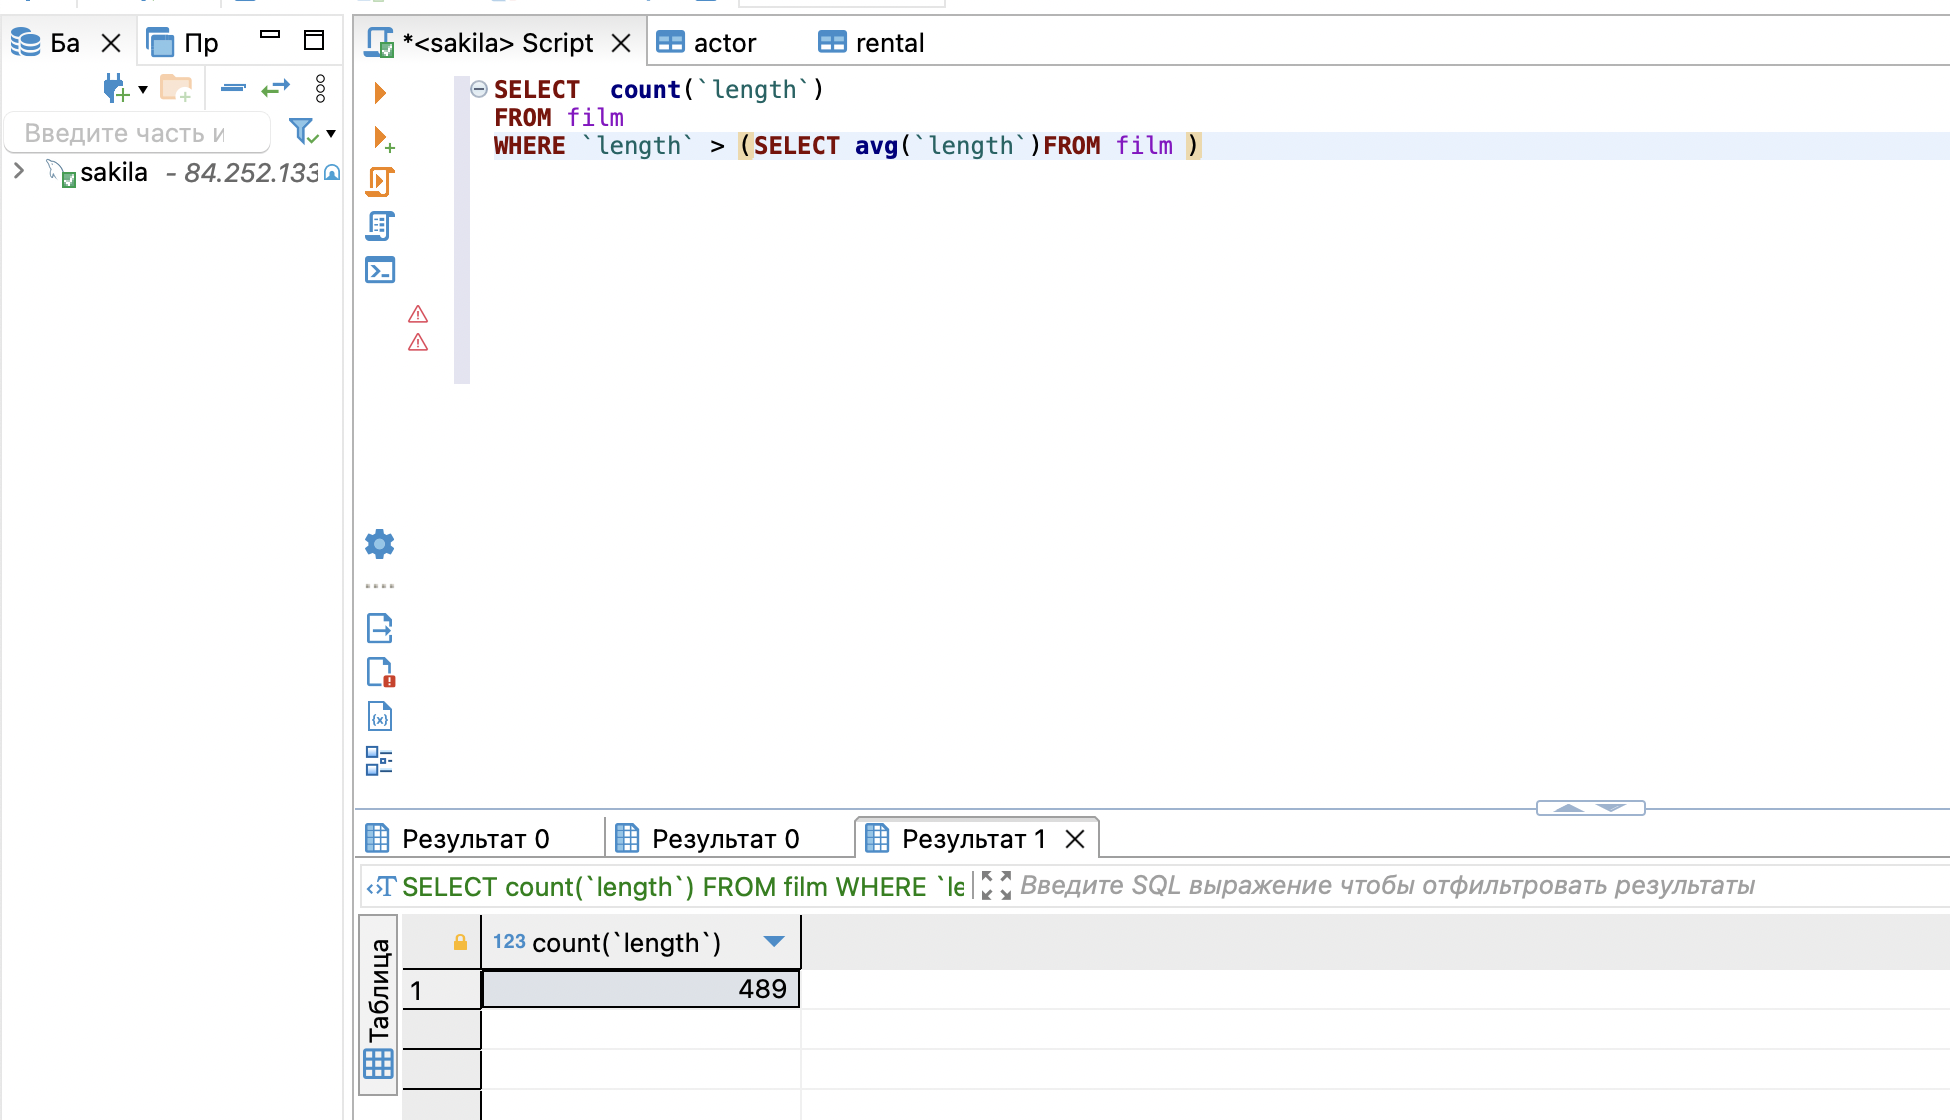 Ба
Пр
*<sakila> Script
actor
rental
Введите часть и
sakila - 84.252.133
SELECT  count(`length`)
FROM film
WHERE `length` > (SELECT avg(`length`)FROM film )
Результат 0
Результат 0
Результат 1
SELECT count(`length`) FROM film WHERE `le
Введите SQL выражение чтобы отфильтровать результаты
Таблица
123 count(`length`)
1
489